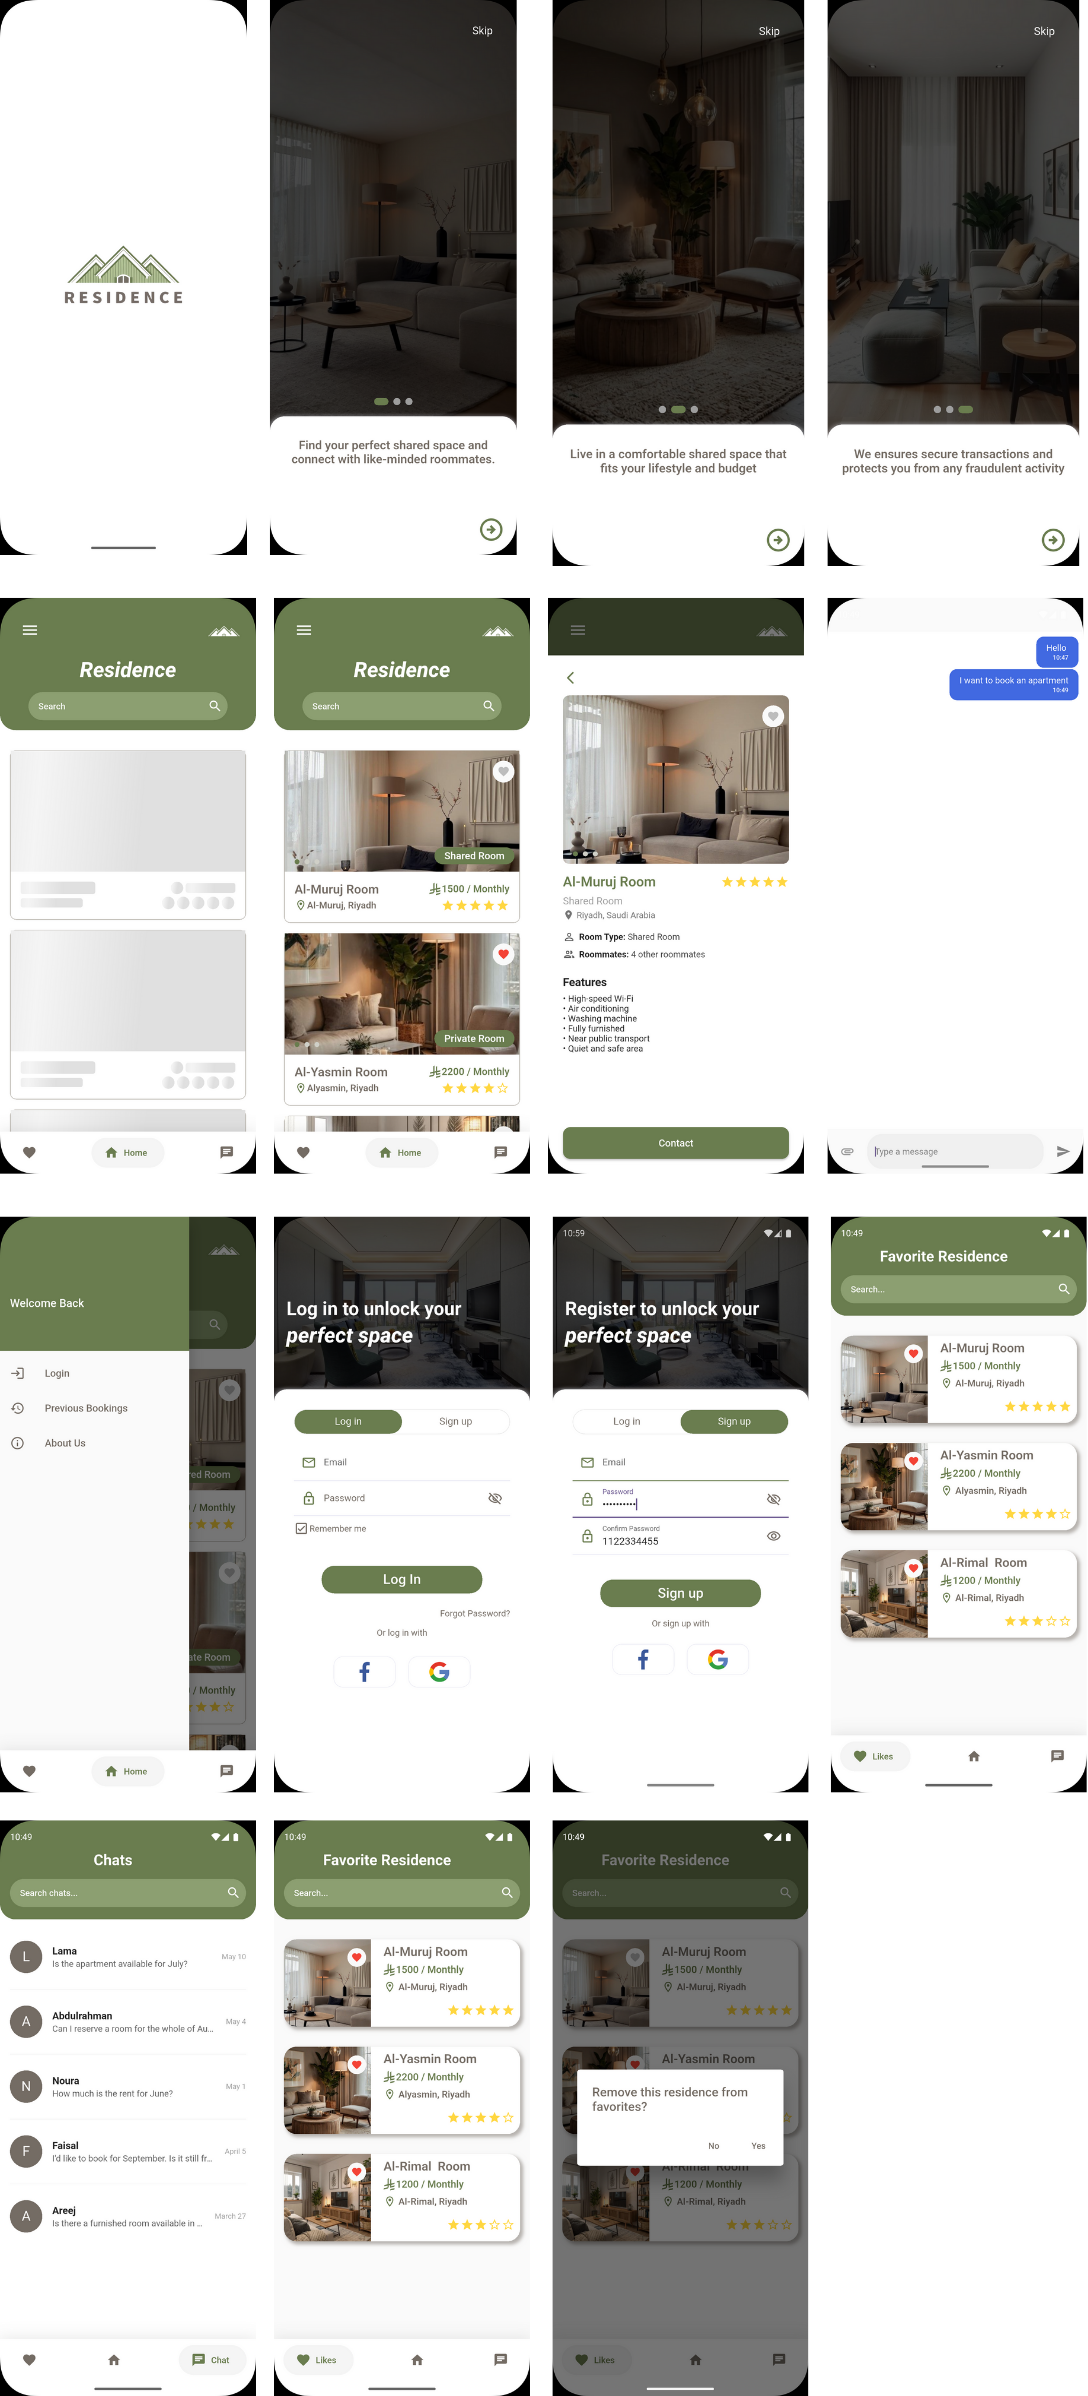 RESIDENCE
Skip
Find your perfect shared space and
connect with like-minded roommates.
Skip
Live in a comfortable shared space that
fits your lifestyle and budget
Skip
We ensures secure transactions and
protects you from any fraudulent activity
Residence
Search
Home
Residence
Search
Shared Room
Al-Muruj Room
1500 / Monthly
Al-Muruj, Riyadh
Private Room
Al-Yasmin Room
2200 / Monthly
Alyasmin, Riyadh
Home
Al-Muruj Room
Shared Room
Riyadh, Saudi Arabia
Room Type: Shared Room
Roommates: 4 other roommates
Features
• High-speed Wi-Fi
• Air conditioning
• Washing machine
• Fully furnished
• Near public transport
• Quiet and safe area
Contact
Hello
10:47
I want to book an apartment
10:49
Type a message
Welcome Back
Login
Previous Bookings
About Us
ed Room
/ Monthly
ate Room
/ Monthly
Home
Log in to unlock your
perfect space
Log in
Sign up
Email
Password
Remember me
Log In
Forgot Password?
Or log in with
10:59
Register to unlock your
perfect space
Log in
Sign up
Email
Password
••••••••••
Confirm Password
1122334455
Sign up
Or sign up with
10:49
Favorite Residence
Search...
Al-Muruj Room
1500 / Monthly
Al-Muruj, Riyadh
Al-Yasmin Room
2200 / Monthly
Alyasmin, Riyadh
Al-Rimal Room
1200 / Monthly
Al-Rimal, Riyadh
Likes
10:49
Chats
Search chats...
L
Lama
Is the apartment available for July?
May 10
A
Abdulrahman
Can I reserve a room for the whole of Au...
May 4
N
Noura
How much is the rent for June?
May 1
F
Faisal
I'd like to book for September. Is it still fr...
April 5
A
Areej
Is there a furnished room available in ...
March 27
Chat
10:49
Favorite Residence
Search...
Al-Muruj Room
1500 / Monthly
Al-Muruj, Riyadh
Al-Yasmin Room
2200 / Monthly
Alyasmin, Riyadh
Al-Rimal Room
1200 / Monthly
Al-Rimal, Riyadh
Likes
10:49
Favorite Residence
Search...
Al-Muruj Room
1500 / Monthly
Al-Muruj, Riyadh
Al-Yasmin Room
Remove this residence from
favorites?
No
Yes
Al-Rimal Room
1200 / Monthly
Al-Rimal, Riyadh
Likes